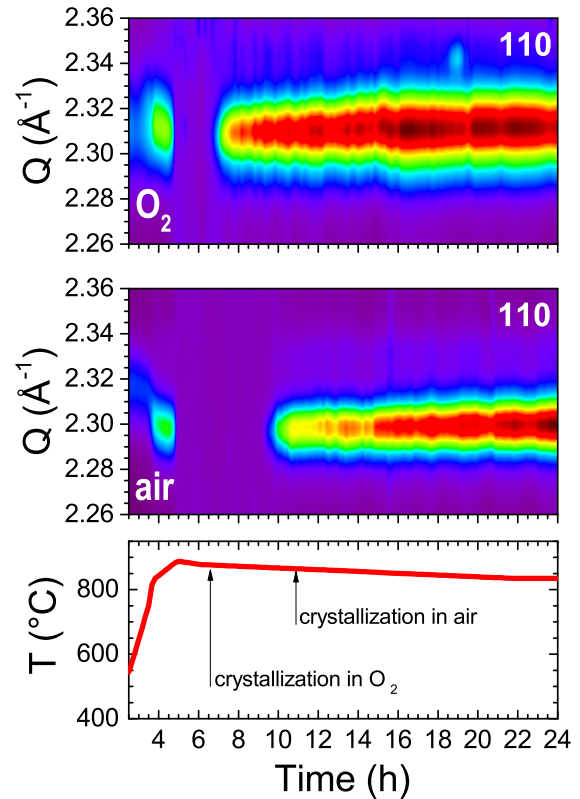 2.36
2.34
2.32
2.30
2.28
2.26
Q (Å⁻¹)
110
O₂
2.36
2.34
2.32
2.30
2.28
2.26
Q (Å⁻¹)
110
air
800
600
400
T (°C)
crystallization in air
crystallization in O₂
4 6 8 10 12 14 16 18 20 22 24
Time (h)